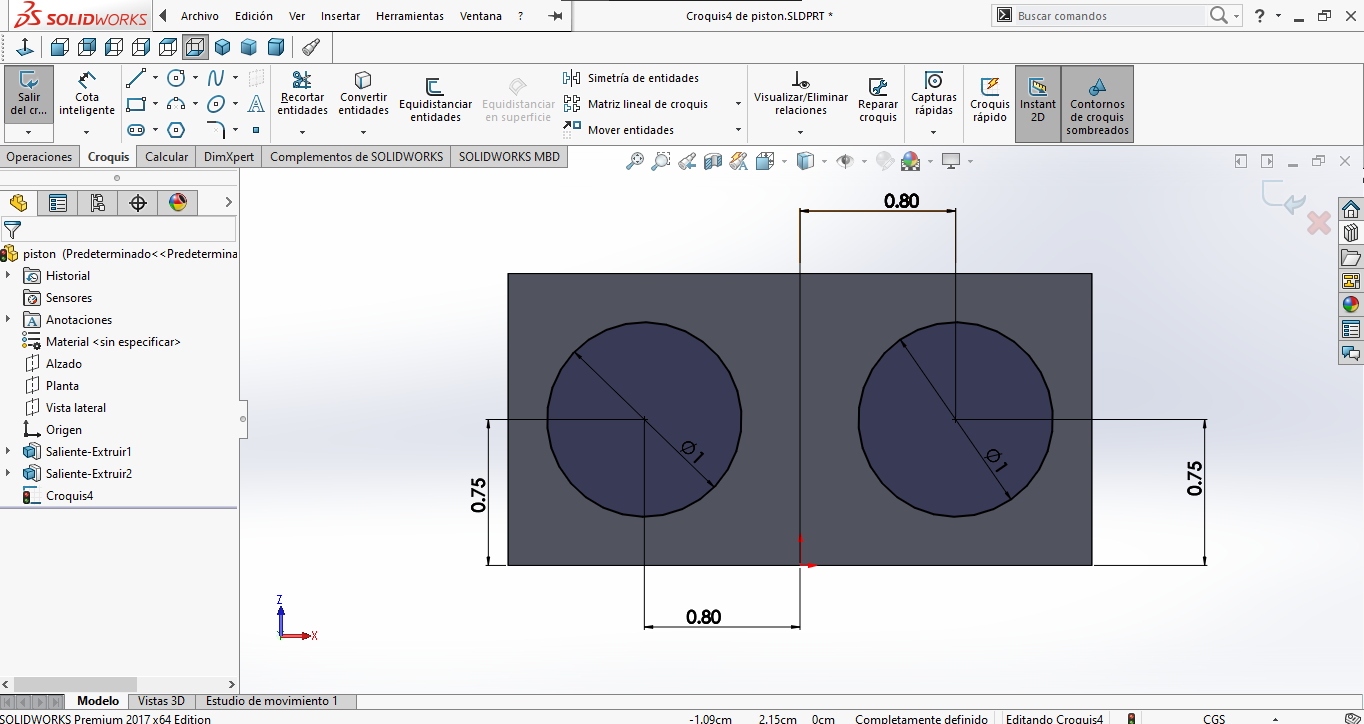 SOLIDWORKS Archivo Edición Ver Insertar Herramientas Ventana ? Croquis4 de piston.SLDPRT * Buscar comandos ?
Salir del cr...
Cota inteligente
Recortar entidades
Convertir entidades
Equidistanciar entidades
Equidistanciar en superficie
Simetría de entidades
Matriz lineal de croquis
Mover entidades
Visualizar/Eliminar relaciones
Reparar croquis
Capturas rápidas
Croquis rápido
Instant 2D
Contornos de croquis sombreados
Operaciones Croquis Calcular DimXpert Complementos de SOLIDWORKS SOLIDWORKS MBD
piston (Predeterminado<<Predetermina
Historial
Sensores
Anotaciones
Material <sin especificar>
Alzado
Planta
Vista lateral
Origen
Saliente-Extruir1
Saliente-Extruir2
Croquis4
0.80
Ø1
Ø1
0.75
0.75
0.80
Z
X
Modelo Vistas 3D Estudio de movimiento 1
SOLIDWORKS Premium 2017 x64 Edition -1.09cm 2.15cm 0cm Completamente definido Editando Croquis4 CGS